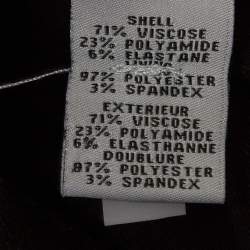 SHELL
71% VISCOSE
23% POLYAMIDE
6% ELASTANE
97% POLYESTER
3% SPANDEX
EXTERIEUR
71% VISCOSE
23% POLYAMIDE
6% ELASTHANNE
DOUBLURE
97% POLYESTER
3% SPANDEX